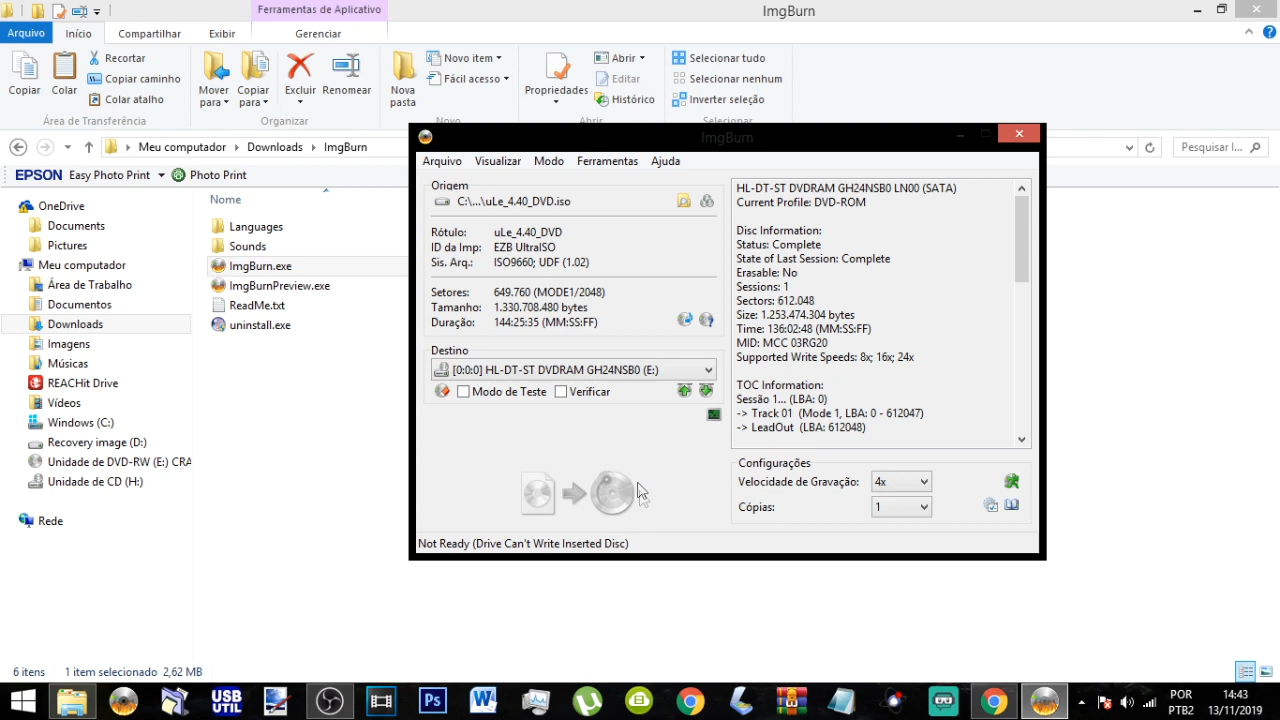 Ferramentas de Aplicativo
ImgBurn
Arquivo Início Compartilhar Exibir Gerenciar
Copiar
Colar
Recortar
Copiar caminho
Colar atalho
Mover para
Copiar para
Excluir
Renomear
Nova pasta
Novo item
Fácil acesso
Propriedades
Abrir
Editar
Histórico
Selecionar tudo
Selecionar nenhum
Inverter seleção
Área de Transferência
Organizar
Novo
Abrir
Selecionar
Meu computador Downloads ImgBurn
Pesquisar I...
EPSON Easy Photo Print Photo Print
OneDrive
Documents
Pictures
Meu computador
Área de Trabalho
Documentos
Downloads
Imagens
Músicas
REACHit Drive
Vídeos
Windows (C:)
Recovery image (D:)
Unidade de DVD-RW (E:) CRA
Unidade de CD (H:)
Rede
Nome
Languages
Sounds
ImgBurn.exe
ImgBurnPreview.exe
ReadMe.txt
uninstall.exe
ImgBurn
Arquivo Visualizar Modo Ferramentas Ajuda
Origem
C:\...\uLe_4.40_DVD.iso
Rótulo: uLe_4.40_DVD
ID da Imp: EZB UltraISO
Sis. Arq.: ISO9660; UDF (1.02)
Setores: 649.760 (MODE1/2048)
Tamanho: 1.330.708.480 bytes
Duração: 144:25:35 (MM:SS:FF)
Destino
[0:0:0] HL-DT-ST DVDRAM GH24NSB0 (E:)
Modo de Teste Verificar
HL-DT-ST DVDRAM GH24NSB0 LN00 (SATA)
Current Profile: DVD-ROM
Disc Information:
Status: Complete
State of Last Session: Complete
Erasable: No
Sessions: 1
Sectors: 612.048
Size: 1.253.474.304 bytes
Time: 136:02:48 (MM:SS:FF)
MID: MCC 03RG20
Supported Write Speeds: 8x; 16x; 24x
TOC Information:
Sessão 1... (LBA: 0)
-> Track 01 (Mode 1, LBA: 0 - 612047)
-> LeadOut (LBA: 612048)
Configurações
Velocidade de Gravação: 4x
Cópias: 1
Not Ready (Drive Can't Write Inserted Disc)
6 itens 1 item selecionado 2,62 MB
USB
UTIL
Ps
W
POR
PTB2
14:43
13/11/2019